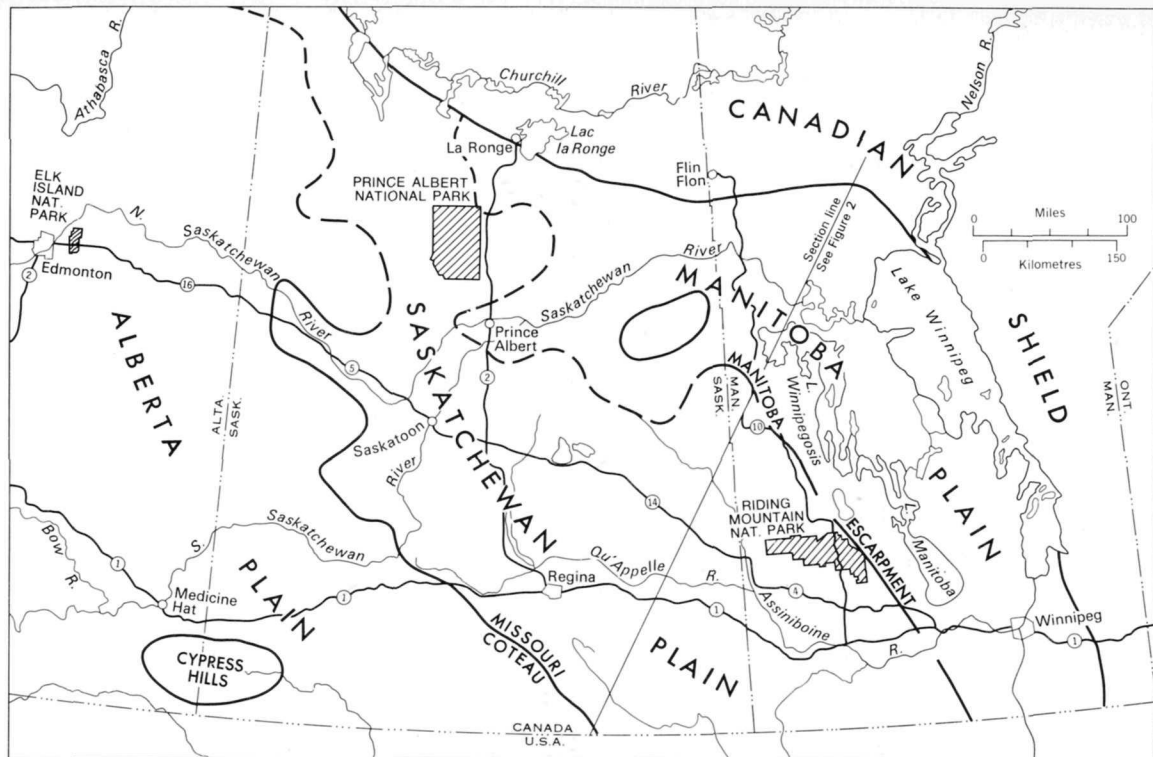 Athabasca R.
Churchill
River
Nelson R.
CANADIAN
SHIELD
La Ronge
Lac
la Ronge
Flin
Flon
ELK
ISLAND
NAT.
PARK
PRINCE ALBERT
NATIONAL PARK
Section line
See Figure 2
0 Miles 100
0 Kilometres 150
N. Saskatchewan River
Edmonton
2
16
Saskatchewan River
MANITOBA
PLAIN
Lake Winnipeg
ALBERTA
PLAIN
SASKATCHEWAN
PLAIN
Prince
Albert
2
5
ALTA.
SASK.
MAN.
SASK.
ONT.
MAN.
MANITOBA
ESCARPMENT
L. Winnipegosis
10
Saskatoon
14
RIDING
MOUNTAIN
NAT. PARK
L. Manitoba
Bow R.
1
S. Saskatchewan River
Medicine
Hat
1
Regina
Qu'Appelle R.
4
1
Assiniboine R.
Winnipeg
1
CYPRESS
HILLS
MISSOURI
COTEAU
CANADA
U.S.A.